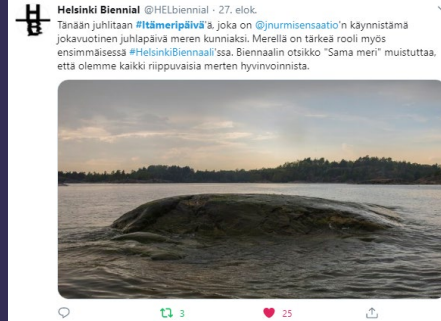 Helsinki Biennial @HELbiennial · 27. elok.
Tänään juhlitaan #Itämeripäivä'ä, joka on @jnurmisensaatio'n käynnistämä
jokavuotinen juhlapäivä meren kunniaksi. Merellä on tärkeä rooli myös
ensimmäisessä #HelsinkiBiennaali'ssa. Biennaalin otsikko "Sama meri" muistuttaa,
että olemme kaikki riippuvaisia merten hyvinvoinnista.
3 25